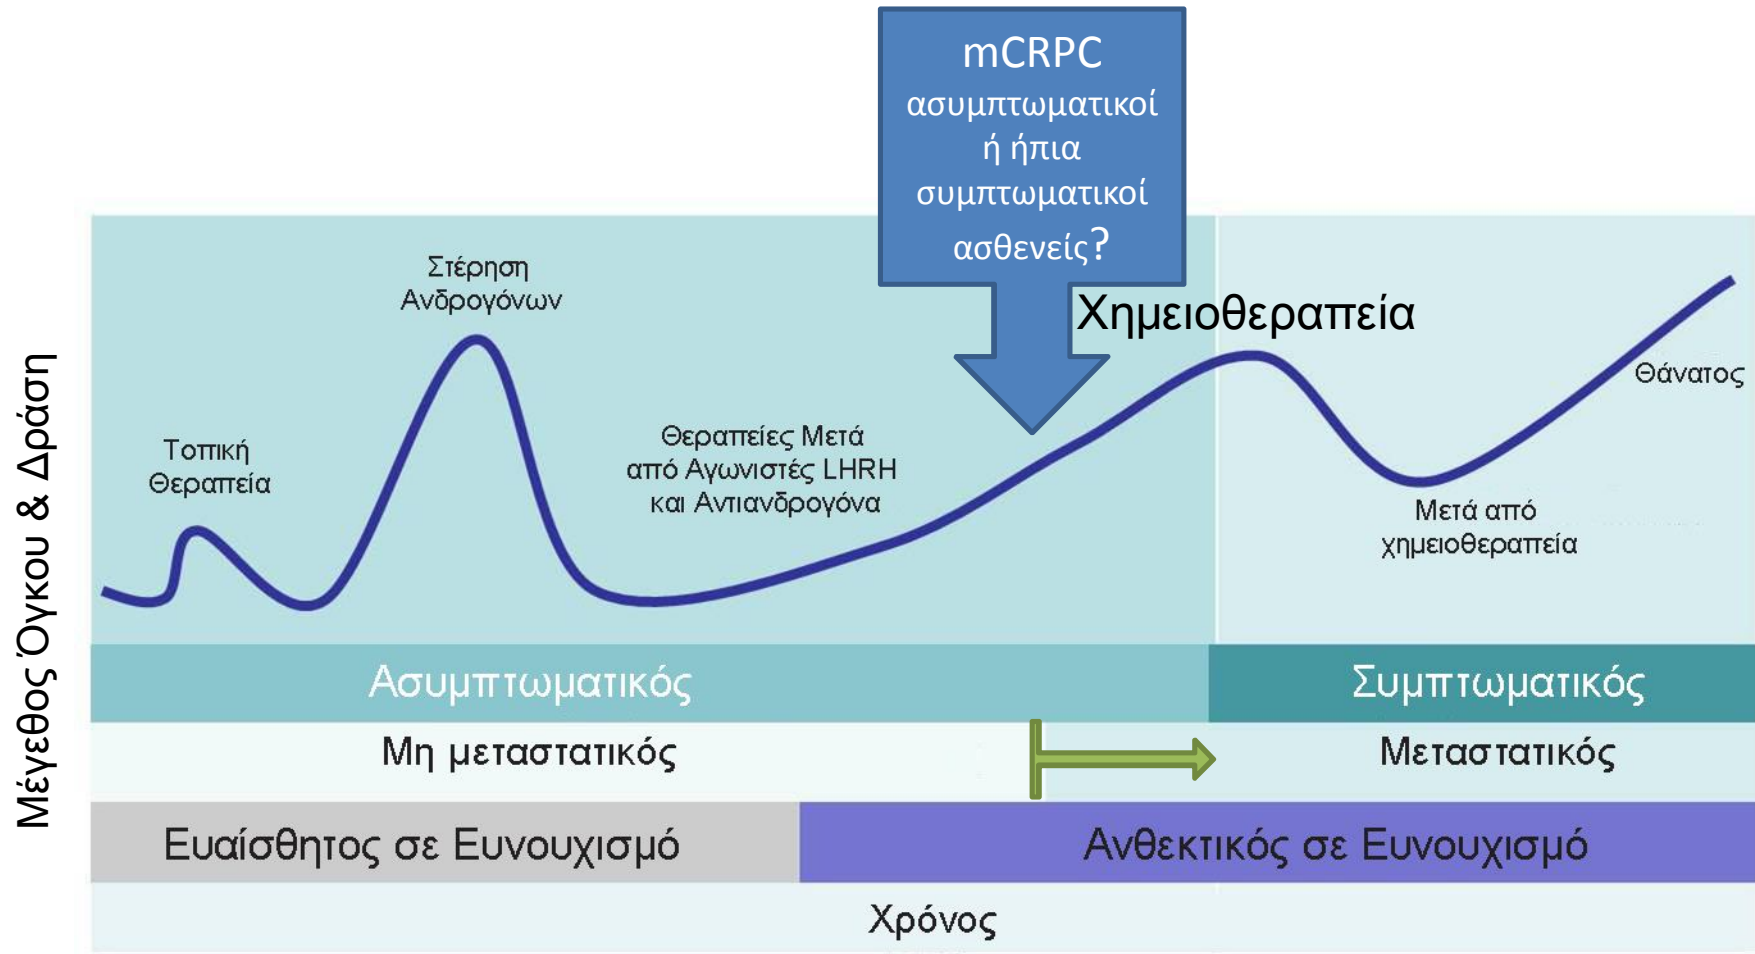 mCRPC
ασυμπτωματικοί
ή ήπια
συμπτωματικοί
ασθενείς?
Στέρηση
Ανδρογόνων
Χημειοθεραπεία
Θάνατος
Τοπική
Θεραπεία
Θεραπείες Μετά
από Αγωνιστές LHRH
και Αντιανδρογόνα
Μετά από
χημειοθεραπεία
Μέγεθος Όγκου & Δράση
Ασυμπτωματικός
Συμπτωματικός
Μη μεταστατικός
Μεταστατικός
Ευαίσθητος σε Ευνουχισμό
Ανθεκτικός σε Ευνουχισμό
Χρόνος